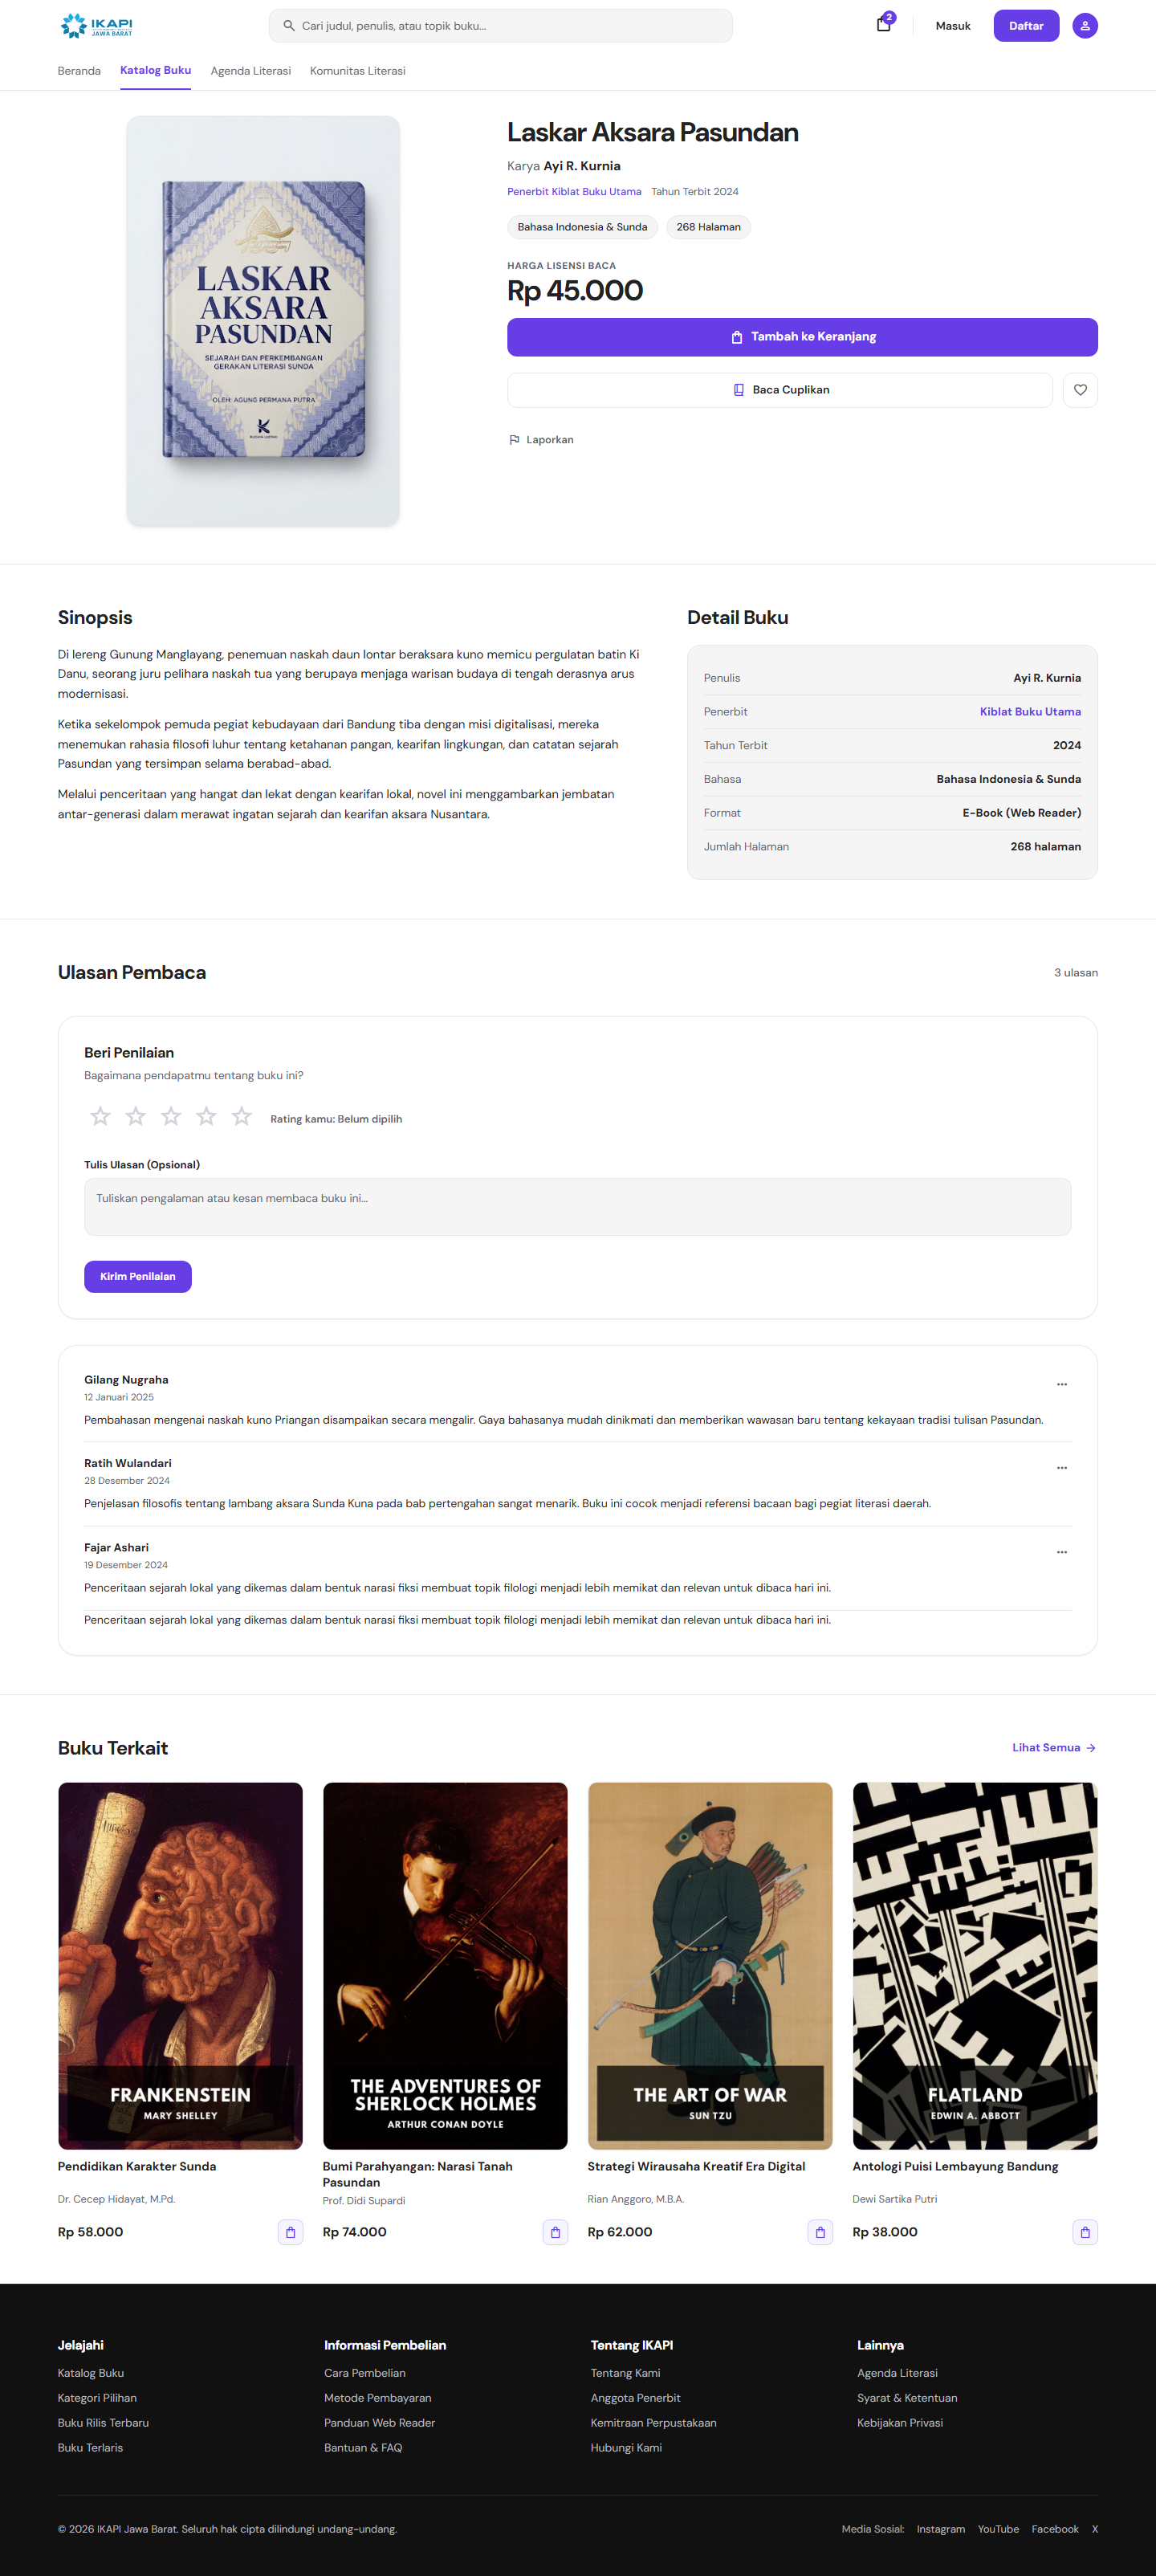 IKAPI
JAWA BARAT
Cari judul, penulis, atau topik buku...
2
Masuk
Daftar
Beranda
Katalog Buku
Agenda Literasi
Komunitas Literasi
LASKAR
AKSARA
PASUNDAN
SEJARAH DAN PERKEMBANGAN
GERAKAN LITERASI SUNDA
OLEH: AGUNG PERMANA PUTRA
Laskar Aksara Pasundan
Karya Ayi R. Kurnia
Penerbit Kiblat Buku Utama Tahun Terbit 2024
Bahasa Indonesia & Sunda
268 Halaman
HARGA LISENSI BACA
Rp 45.000
Tambah ke Keranjang
Baca Cuplikan
Laporkan
Sinopsis
Di lereng Gunung Manglayang, penemuan naskah daun lontar beraksara kuno memicu pergulatan batin Ki
Danu, seorang juru pelihara naskah tua yang berupaya menjaga warisan budaya di tengah derasnya arus
modernisasi.
Ketika sekelompok pemuda pegiat kebudayaan dari Bandung tiba dengan misi digitalisasi, mereka
menemukan rahasia filosofi luhur tentang ketahanan pangan, kearifan lingkungan, dan catatan sejarah
Pasundan yang tersimpan selama berabad-abad.
Melalui penceritaan yang hangat dan lekat dengan kearifan lokal, novel ini menggambarkan jembatan
antar-generasi dalam merawat ingatan sejarah dan kearifan aksara Nusantara.
Detail Buku
Penulis Ayi R. Kurnia
Penerbit Kiblat Buku Utama
Tahun Terbit 2024
Bahasa Bahasa Indonesia & Sunda
Format E-Book (Web Reader)
Jumlah Halaman 268 halaman
Ulasan Pembaca
3 ulasan
Beri Penilaian
Bagaimana pendapatmu tentang buku ini?
Rating kamu: Belum dipilih
Tulis Ulasan (Opsional)
Tuliskan pengalaman atau kesan membaca buku ini...
Kirim Penilaian
Gilang Nugraha
12 Januari 2025
Pembahasan mengenai naskah kuno Priangan disampaikan secara mengalir. Gaya bahasanya mudah dinikmati dan memberikan wawasan baru tentang kekayaan tradisi tulisan Pasundan.
Ratih Wulandari
28 Desember 2024
Penjelasan filosofis tentang lambang aksara Sunda Kuna pada bab pertengahan sangat menarik. Buku ini cocok menjadi referensi bacaan bagi pegiat literasi daerah.
Fajar Ashari
19 Desember 2024
Penceritaan sejarah lokal yang dikemas dalam bentuk narasi fiksi membuat topik filologi menjadi lebih memikat dan relevan untuk dibaca hari ini.
Penceritaan sejarah lokal yang dikemas dalam bentuk narasi fiksi membuat topik filologi menjadi lebih memikat dan relevan untuk dibaca hari ini.
Buku Terkait
Lihat Semua
FRANKENSTEIN
MARY SHELLEY
Pendidikan Karakter Sunda
Dr. Cecep Hidayat, M.Pd.
Rp 58.000
THE ADVENTURES OF
SHERLOCK HOLMES
ARTHUR CONAN DOYLE
Bumi Parahyangan: Narasi Tanah
Pasundan
Prof. Didi Supardi
Rp 74.000
THE ART OF WAR
SUN TZU
Strategi Wirausaha Kreatif Era Digital
Rian Anggoro, M.B.A.
Rp 62.000
FLATLAND
EDWIN A. ABBOTT
Antologi Puisi Lembayung Bandung
Dewi Sartika Putri
Rp 38.000
Jelajahi
Katalog Buku
Kategori Pilihan
Buku Rilis Terbaru
Buku Terlaris
Informasi Pembelian
Cara Pembelian
Metode Pembayaran
Panduan Web Reader
Bantuan & FAQ
Tentang IKAPI
Tentang Kami
Anggota Penerbit
Kemitraan Perpustakaan
Hubungi Kami
Lainnya
Agenda Literasi
Syarat & Ketentuan
Kebijakan Privasi
© 2026 IKAPI Jawa Barat. Seluruh hak cipta dilindungi undang-undang.
Media Sosial: Instagram YouTube Facebook X